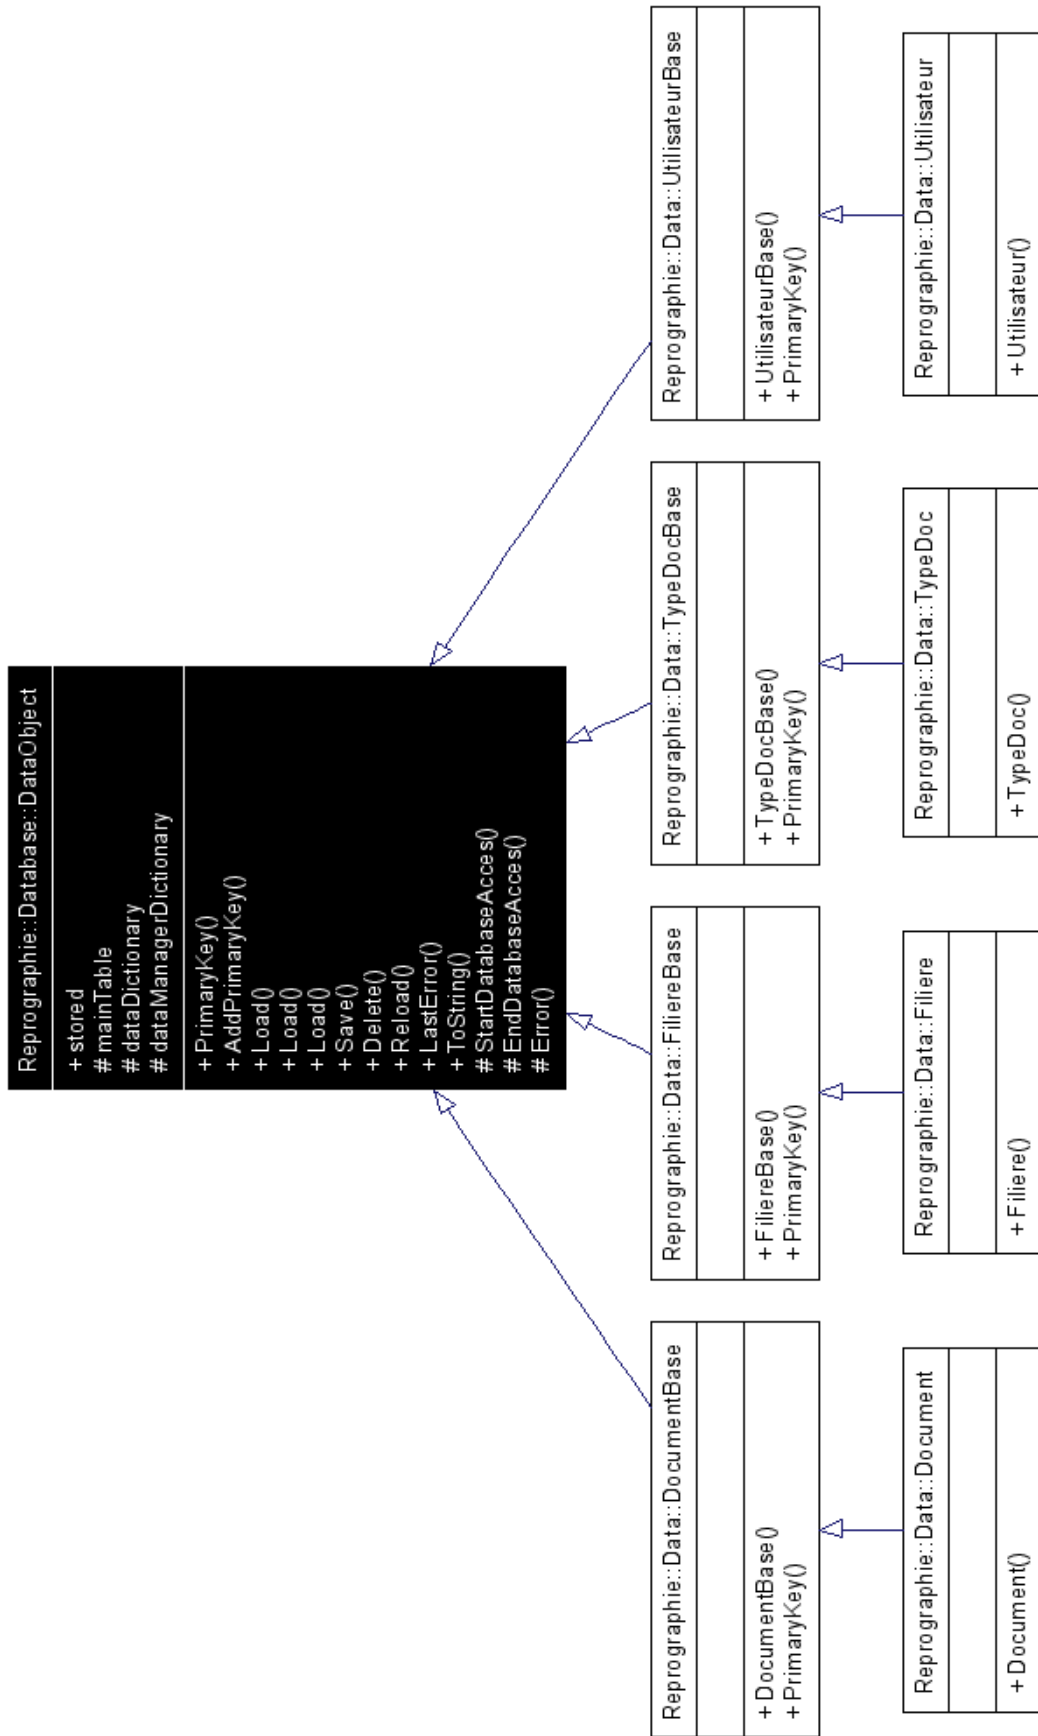 Reprographie::Database::DataObject
+ stored
# mainTable
# dataDictionary
# dataManagerDictionary
+ PrimaryKey()
+ AddPrimaryKey()
+ Load()
+ Load()
+ Load()
+ Save()
+ Delete()
+ Reload()
+ LastError()
+ ToString()
# StartDatabaseAcces()
# EndDatabaseAcces()
# Error()
Reprographie::Data::DocumentBase
+ DocumentBase()
+ PrimaryKey()
Reprographie::Data::FiliereBase
+ FiliereBase()
+ PrimaryKey()
Reprographie::Data::TypeDocBase
+ TypeDocBase()
+ PrimaryKey()
Reprographie::Data::UtilisateurBase
+ UtilisateurBase()
+ PrimaryKey()
Reprographie::Data::Document
+ Document()
Reprographie::Data::Filiere
+ Filiere()
Reprographie::Data::TypeDoc
+ TypeDoc()
Reprographie::Data::Utilisateur
+ Utilisateur()